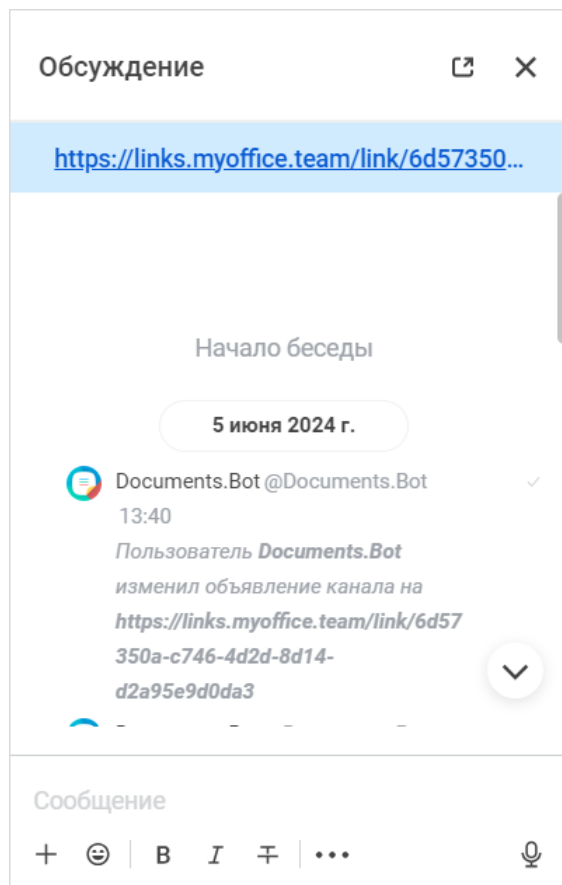 Обсуждение
https://links.myoffice.team/link/6d57350...
Начало беседы
5 июня 2024 г.
Documents.Bot @Documents.Bot
13:40
Пользователь Documents.Bot
изменил объявление канала на
https://links.myoffice.team/link/6d57
350a-c746-4d2d-8d14-
d2a95e9d0da3
Сообщение
B I T